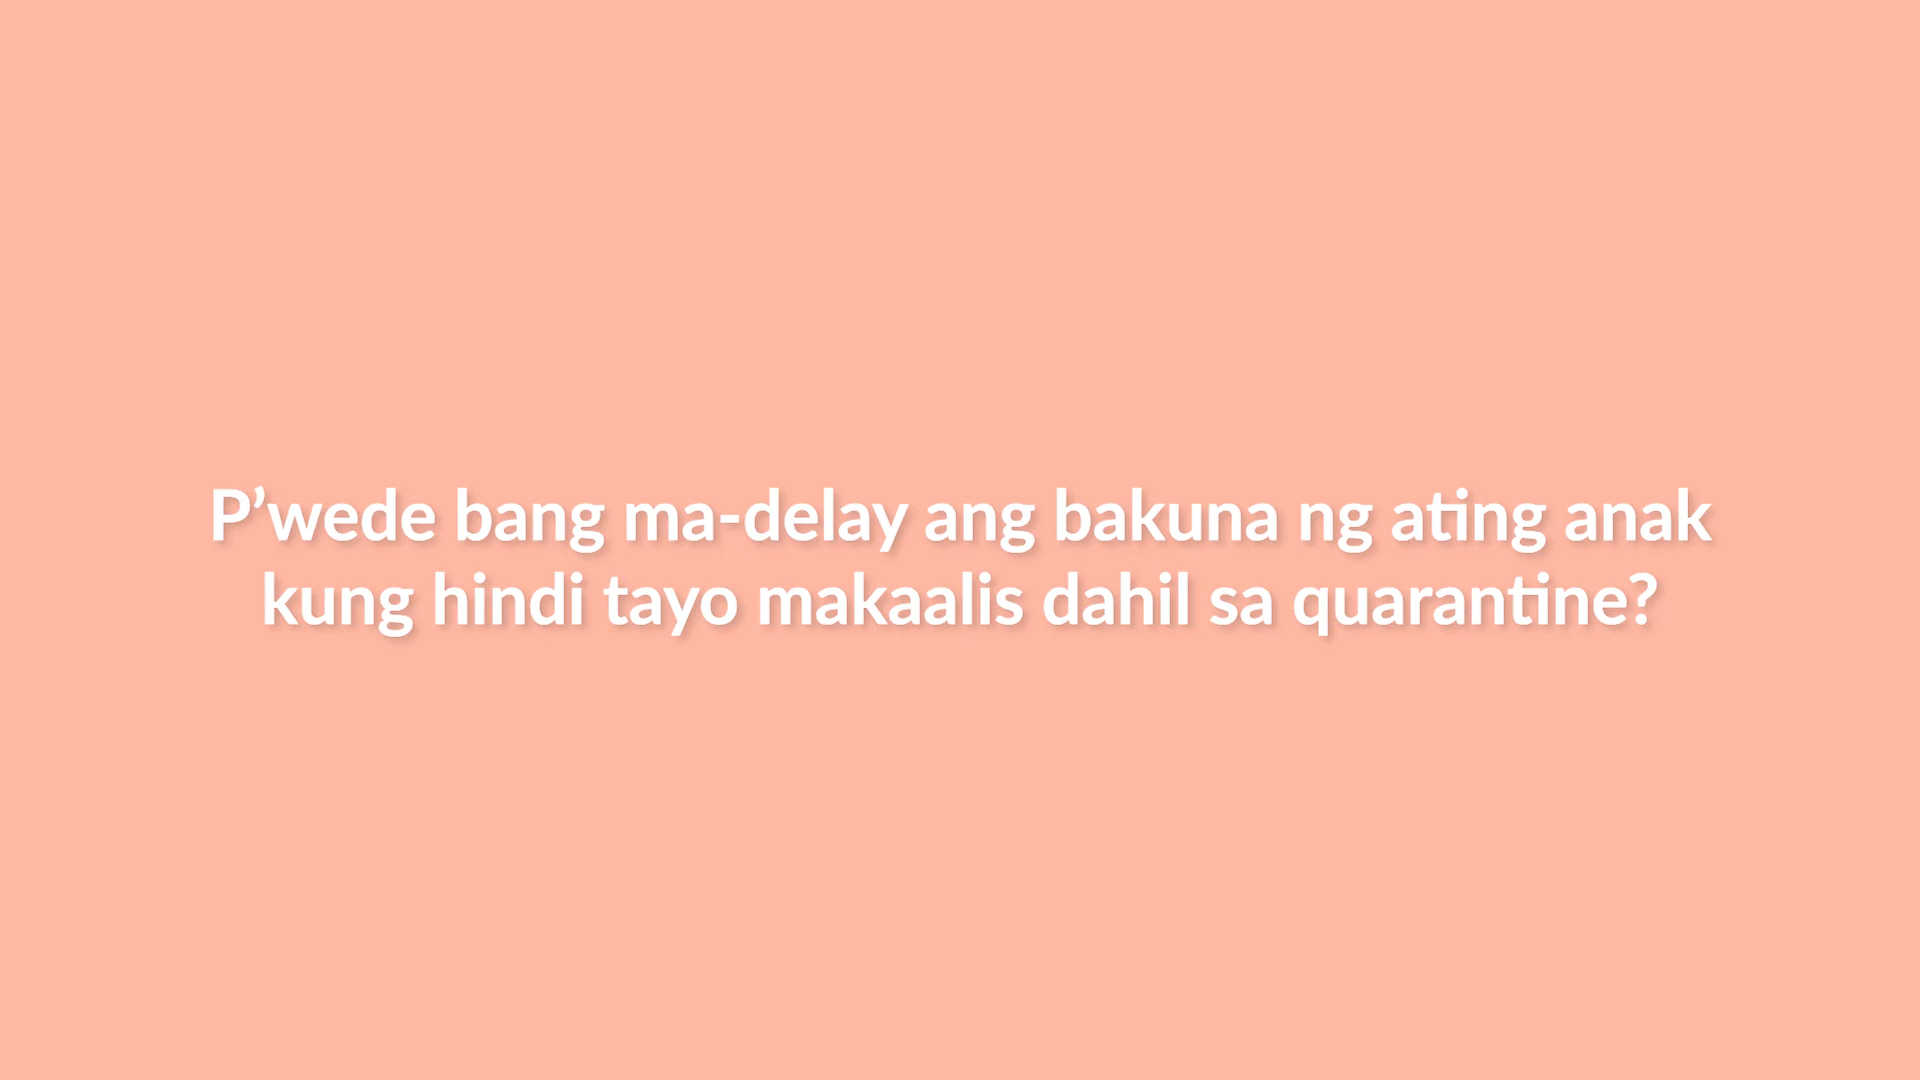 P’wede bang ma-delay ang bakuna ng ating anak
kung hindi tayo makaalis dahil sa quarantine?